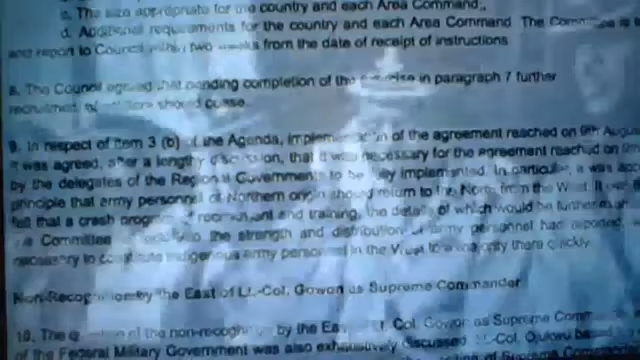 c. The size appropriate for the country and each Area Command;
d. Additional requirements for the country and each Area Command. The Committee is
and report to Council within two weeks from the date of receipt of instructions
8. The Council agreed that pending completion of the exercise in paragraph 7 further
recruitment of soldiers should cease.
9. In respect of item 3 (b) of the Agenda, implementation of the agreement reached on 9th August
it was agreed, after a lengthy discussion, that it was necessary for the agreement reached on 9th
by the delegates of the Regional Governments to be fully implemented. In particular, it was
principle that army personnel of Northern origin should return to the North from the West. It
felt that a crash programme of recruitment and training, the details of which would be further
Committee to the strength and distribution of army personnel had reported,
necessary to constitute indigenous army personnel in the West to a majority there quickly.
Non-Recognition by the East of Lt.-Col. Gowon as Supreme Commander
10. The question of the non-recognition by the East of Lt. Col. Gowon as Supreme
of the Federal Military Government was also exhaustively discussed. Lt.-Col. Ojukwu based